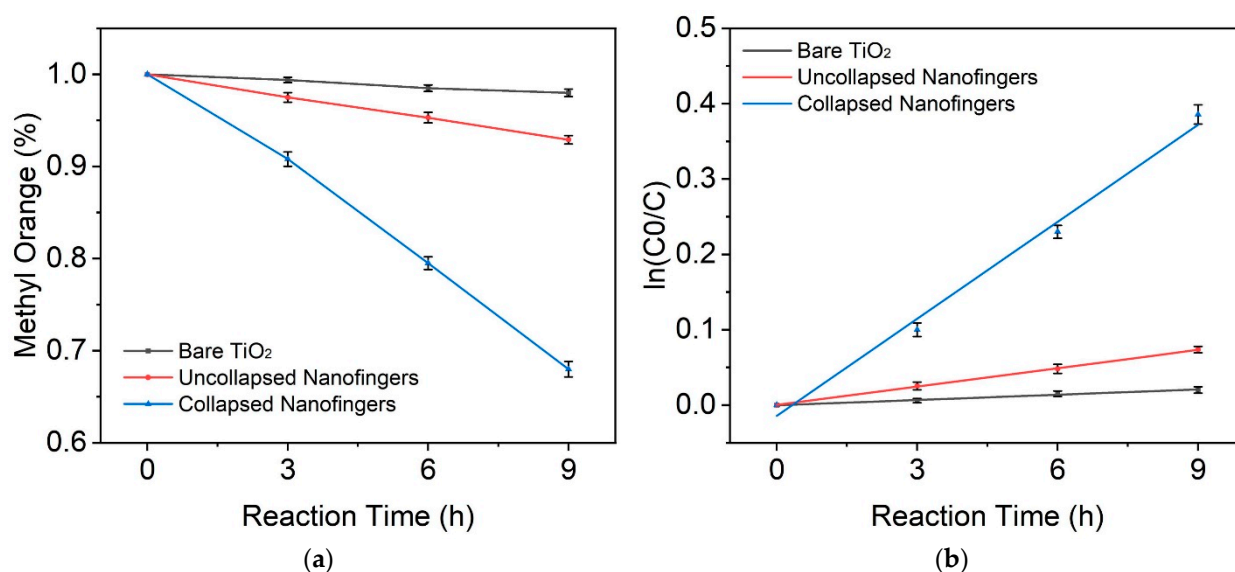 Methyl Orange (%)
1.0
0.9
0.8
0.7
0.6
Bare TiO₂
Uncollapsed Nanofingers
Collapsed Nanofingers
0 3 6 9
Reaction Time (h)
(a)
ln(C0/C)
0.5
0.4
0.3
0.2
0.1
0.0
Bare TiO₂
Uncollapsed Nanofingers
Collapsed Nanofingers
0 3 6 9
Reaction Time (h)
(b)